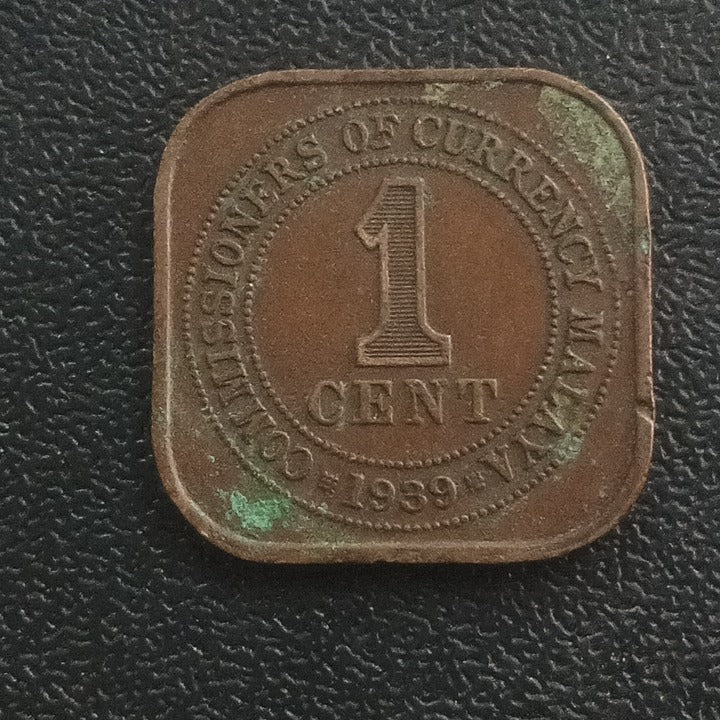 COMMISSIONERS OF CURRENCY MALAYA
1
CENT
1939